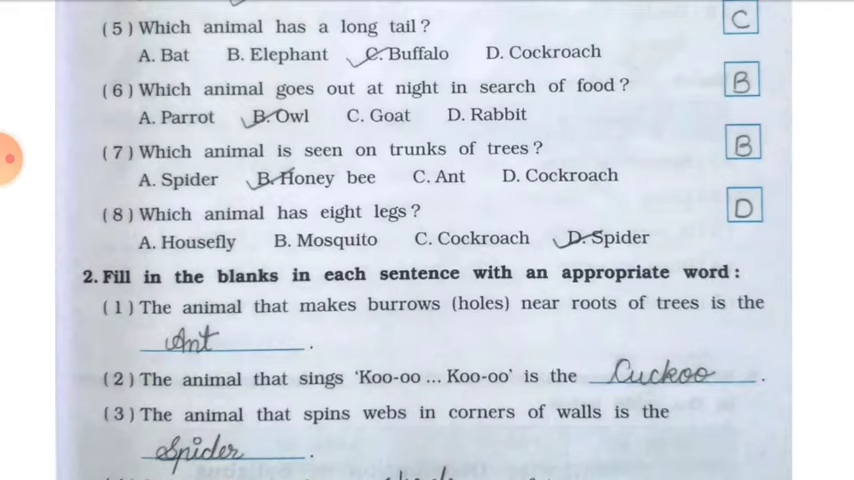 (5) Which animal has a long tail? C
A. Bat B. Elephant C. Buffalo D. Cockroach
(6) Which animal goes out at night in search of food? B
A. Parrot B. Owl C. Goat D. Rabbit
(7) Which animal is seen on trunks of trees? B
A. Spider B. Honey bee C. Ant D. Cockroach
(8) Which animal has eight legs? D
A. Housefly B. Mosquito C. Cockroach D. Spider
2. Fill in the blanks in each sentence with an appropriate word :
(1) The animal that makes burrows (holes) near roots of trees is the
Ant.
(2) The animal that sings ‘Koo-oo ... Koo-oo’ is the Cuckoo.
(3) The animal that spins webs in corners of walls is the
Spider.